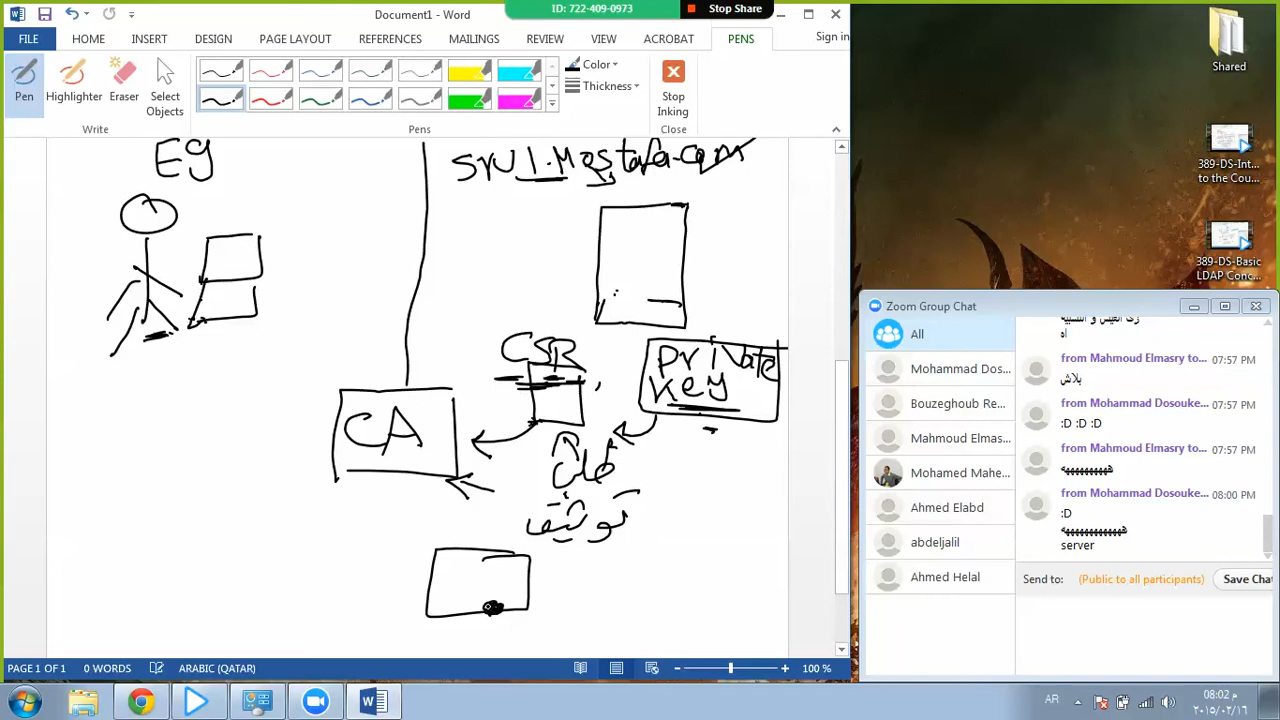 Document1 - Word
ID: 722-409-0973
Stop Share
FILE
HOME
INSERT
DESIGN
PAGE LAYOUT
REFERENCES
MAILINGS
REVIEW
VIEW
ACROBAT
PENS
Sign in
Pen
Highlighter
Eraser
Select Objects
Color
Thickness
Stop Inking
Write
Pens
Close
Eg
srv1.Mostafa.com
CSR
Private
Key
CA
توثيق
PAGE 1 OF 1
0 WORDS
ARABIC (QATAR)
100 %
Shared
389-DS-Int...
to the Cou...
389-DS-Basic
LDAP Conc...
Zoom Group Chat
All
Mohammad Dos...
Bouzeghoub Re...
Mahmoud Elmas...
Mohamed Mahe...
Ahmed Elabd
abdeljalil
Ahmed Helal
اه
from Mahmoud Elmasry to... 07:57 PM
بلاش
from Mohammad Dosouke... 07:57 PM
:D :D :D
from Mahmoud Elmasry to... 07:57 PM
from Mohammad Dosouke... 08:00 PM
:D
server
Send to:
(Public to all participants)
Save Chat
AR
08:02 م
٢٠١٥/٠٢/١٦